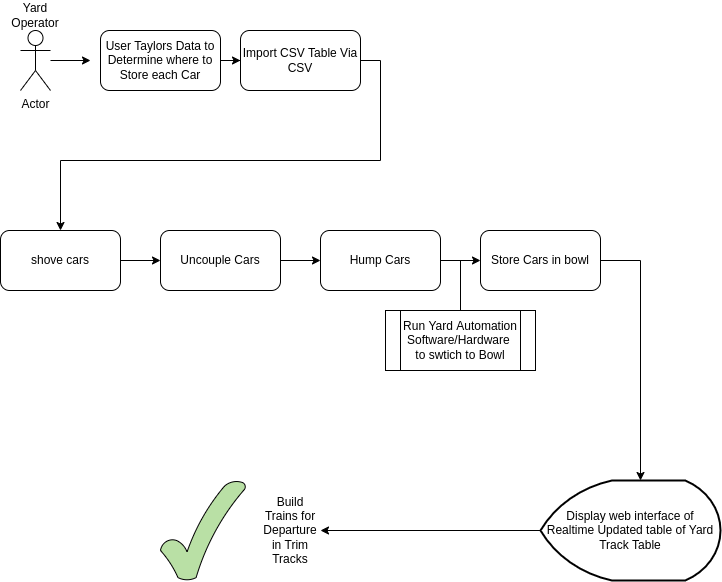 Yard
Operator
Actor
User Taylors Data to
Determine where to
Store each Car
Import CSV Table Via
CSV
shove cars
Uncouple Cars
Hump Cars
Store Cars in bowl
Run Yard Automation
Software/Hardware
to swtich to Bowl
Display web interface of
Realtime Updated table of Yard
Track Table
Build
Trains for
Departure
in Trim
Tracks